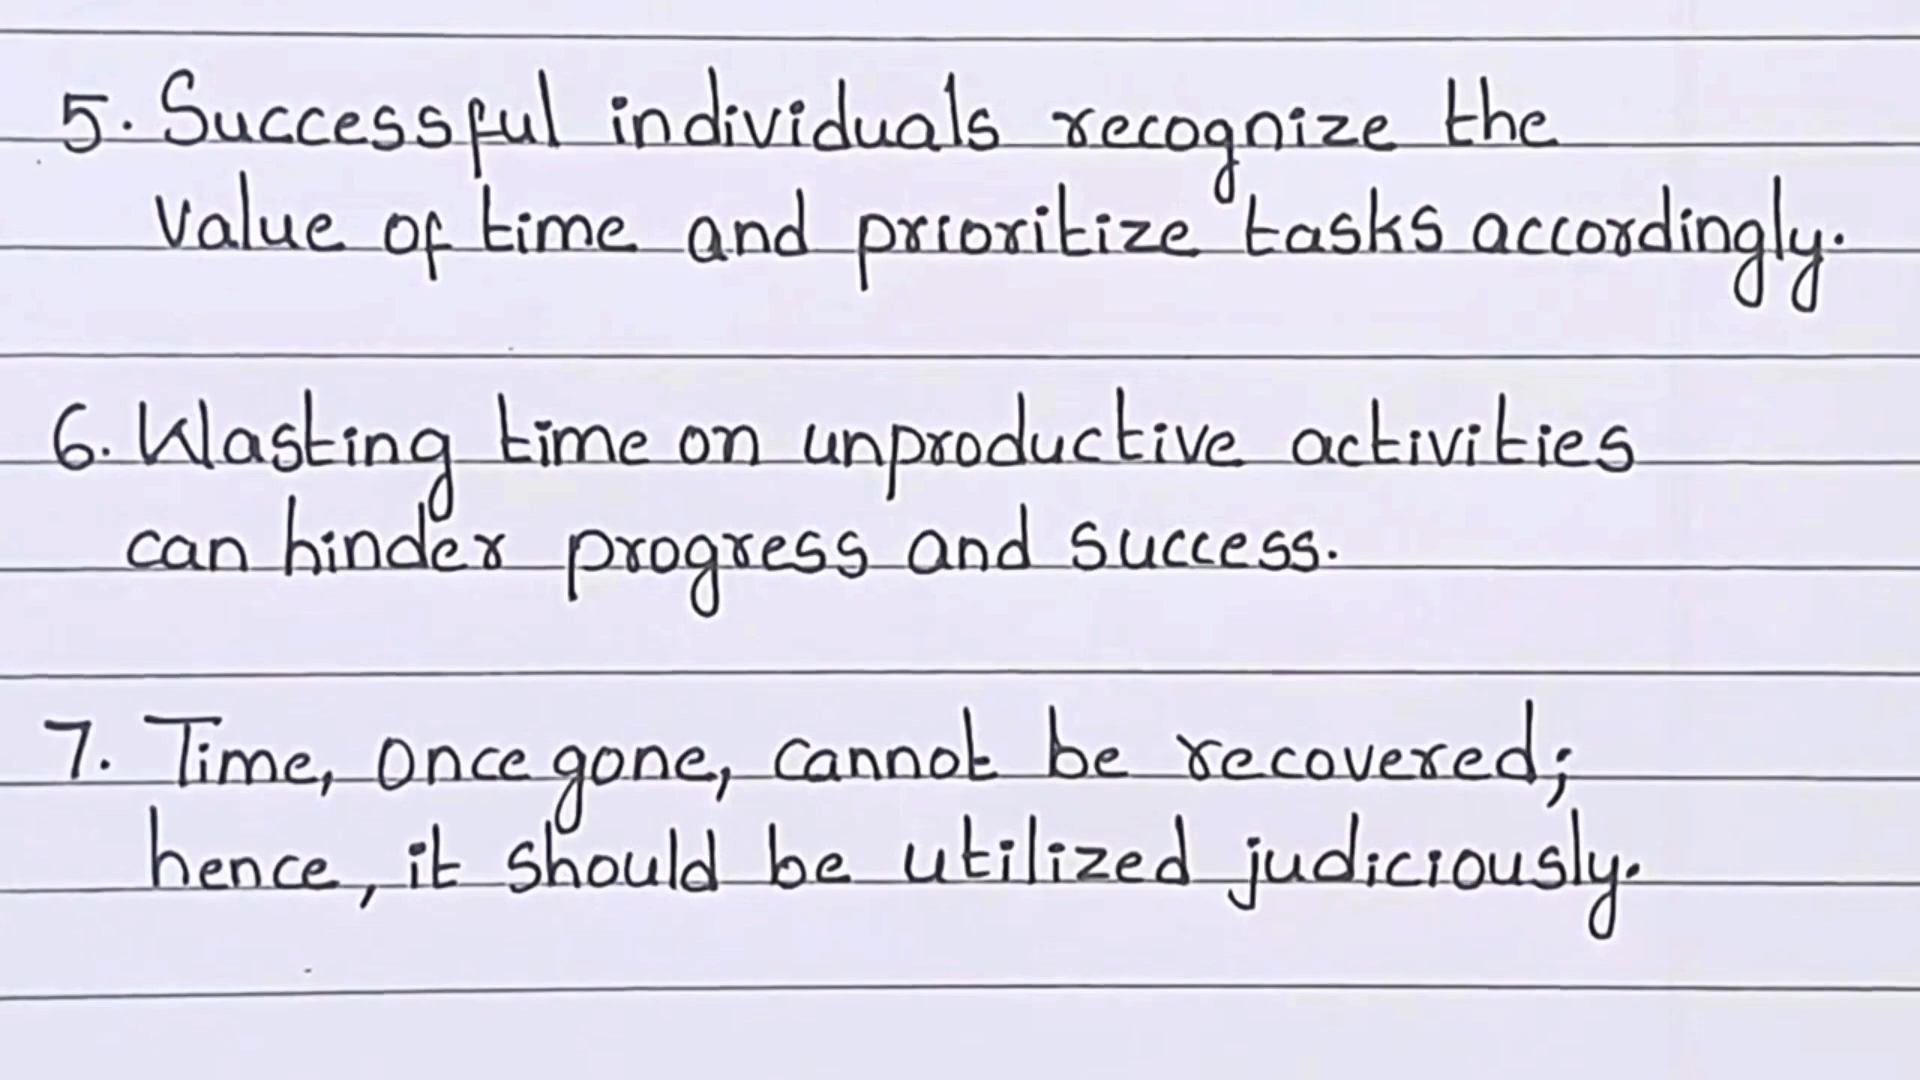 5. Successful individuals recognize the
value of time and prioritize tasks accordingly.
6. Wasting time on unproductive activities
can hinder progress and success.
7. Time, once gone, cannot be recovered;
hence, it should be utilized judiciously.